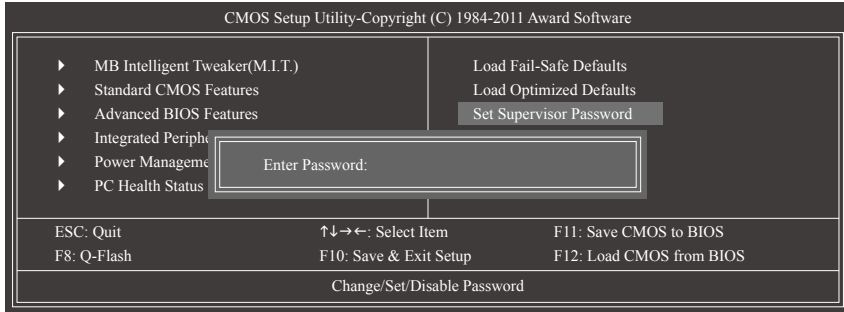 CMOS Setup Utility-Copyright (C) 1984-2011 Award Software
MB Intelligent Tweaker(M.I.T.)
Standard CMOS Features
Advanced BIOS Features
Integrated Periphe
Power Manageme
PC Health Status
Load Fail-Safe Defaults
Load Optimized Defaults
Set Supervisor Password
Enter Password:
ESC: Quit ↑↓→←: Select Item F11: Save CMOS to BIOS
F8: Q-Flash F10: Save & Exit Setup F12: Load CMOS from BIOS
Change/Set/Disable Password